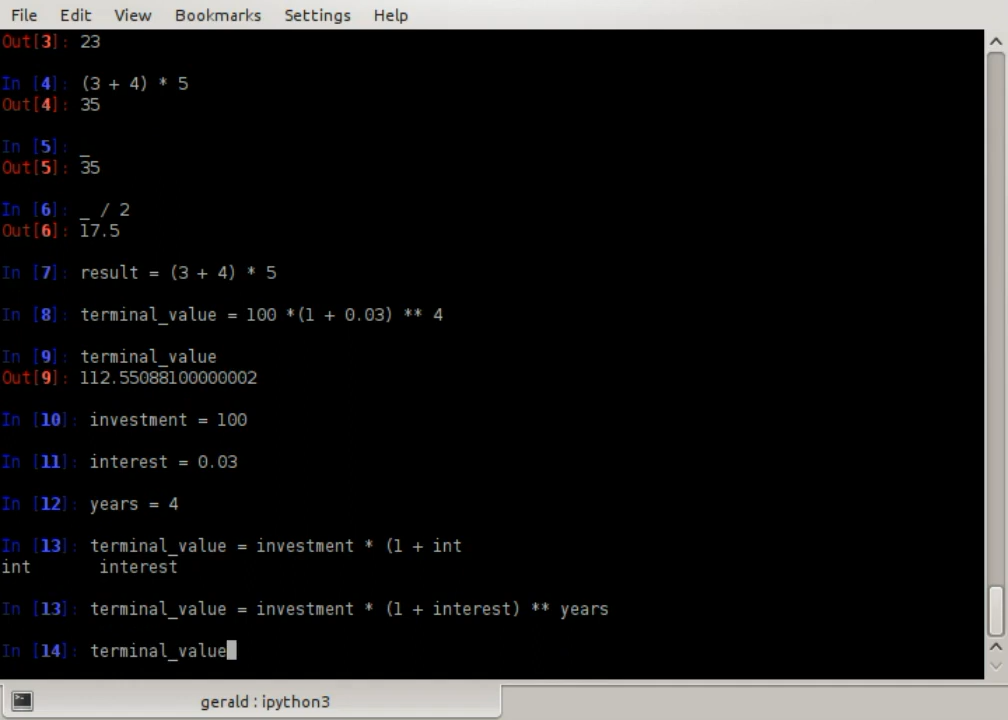 File Edit View Bookmarks Settings Help
Out[3]: 23
In [4]: (3 + 4) * 5
Out[4]: 35
In [5]: _
Out[5]: 35
In [6]: _ / 2
Out[6]: 17.5
In [7]: result = (3 + 4) * 5
In [8]: terminal_value = 100 *(1 + 0.03) ** 4
In [9]: terminal_value
Out[9]: 112.55088100000002
In [10]: investment = 100
In [11]: interest = 0.03
In [12]: years = 4
In [13]: terminal_value = investment * (1 + int
int interest
In [13]: terminal_value = investment * (1 + interest) ** years
In [14]: terminal_value
gerald : ipython3